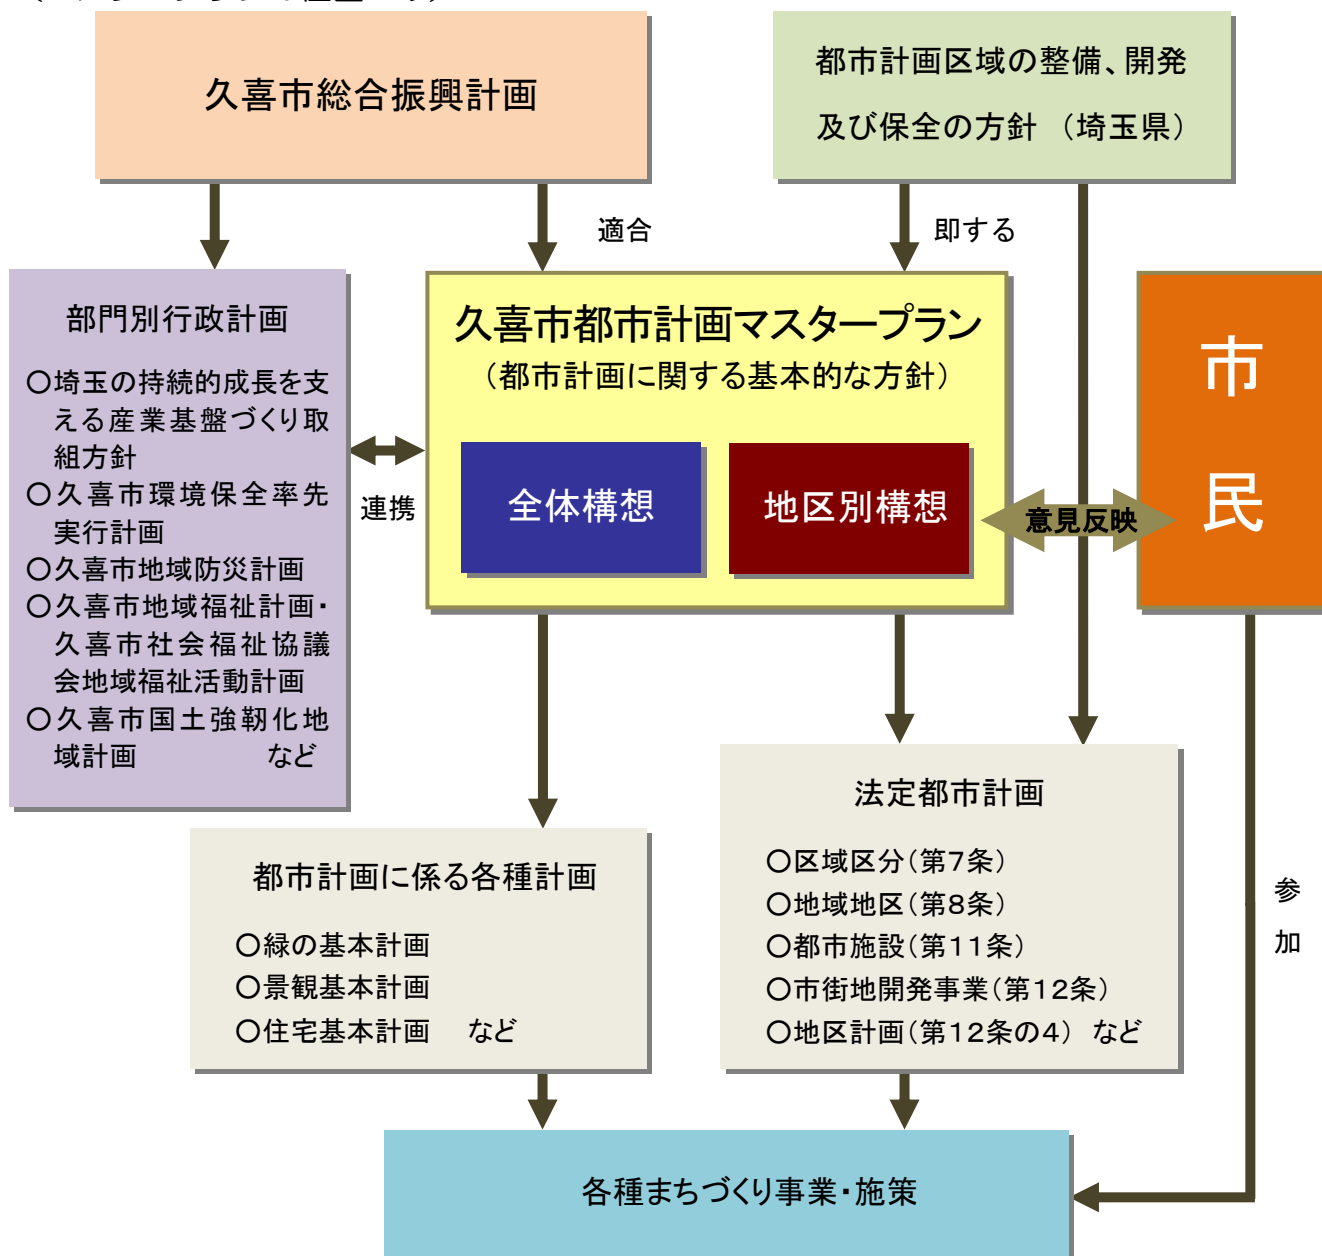 久喜市総合振興計画
都市計画区域の整備、開発
及び保全の方針 （埼玉県）
適合
即する
部門別行政計画
〇埼玉の持続的成長を支
える産業基盤づくり取
組方針
〇久喜市環境保全率先
実行計画
〇久喜市地域防災計画
〇久喜市地域福祉計画・
久喜市社会福祉協議
会地域福祉活動計画
〇久喜市国土強靭化地
域計画 など
連携
久喜市都市計画マスタープラン
（都市計画に関する基本的な方針）
全体構想
地区別構想
意見反映
市
民
都市計画に係る各種計画
〇緑の基本計画
〇景観基本計画
〇住宅基本計画 など
法定都市計画
〇区域区分（第７条）
〇地域地区（第８条）
〇都市施設（第１１条）
〇市街地開発事業（第１２条）
〇地区計画（第１２条の４） など
参
加
各種まちづくり事業・施策